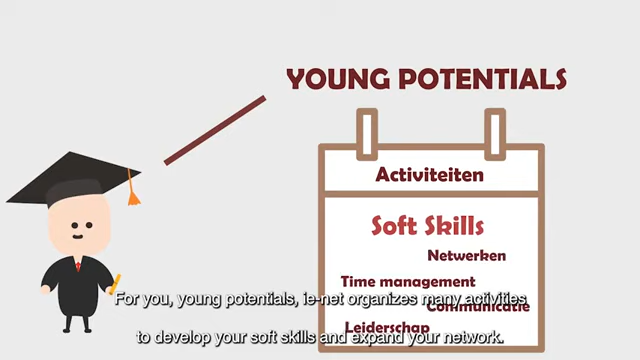 YOUNG POTENTIALS
Activiteiten
Soft Skills
Netwerken
Time management
Communicatie
Leiderschap
For you, young potentials, ie-net organizes many activities
to develop your soft skills and expand your network.